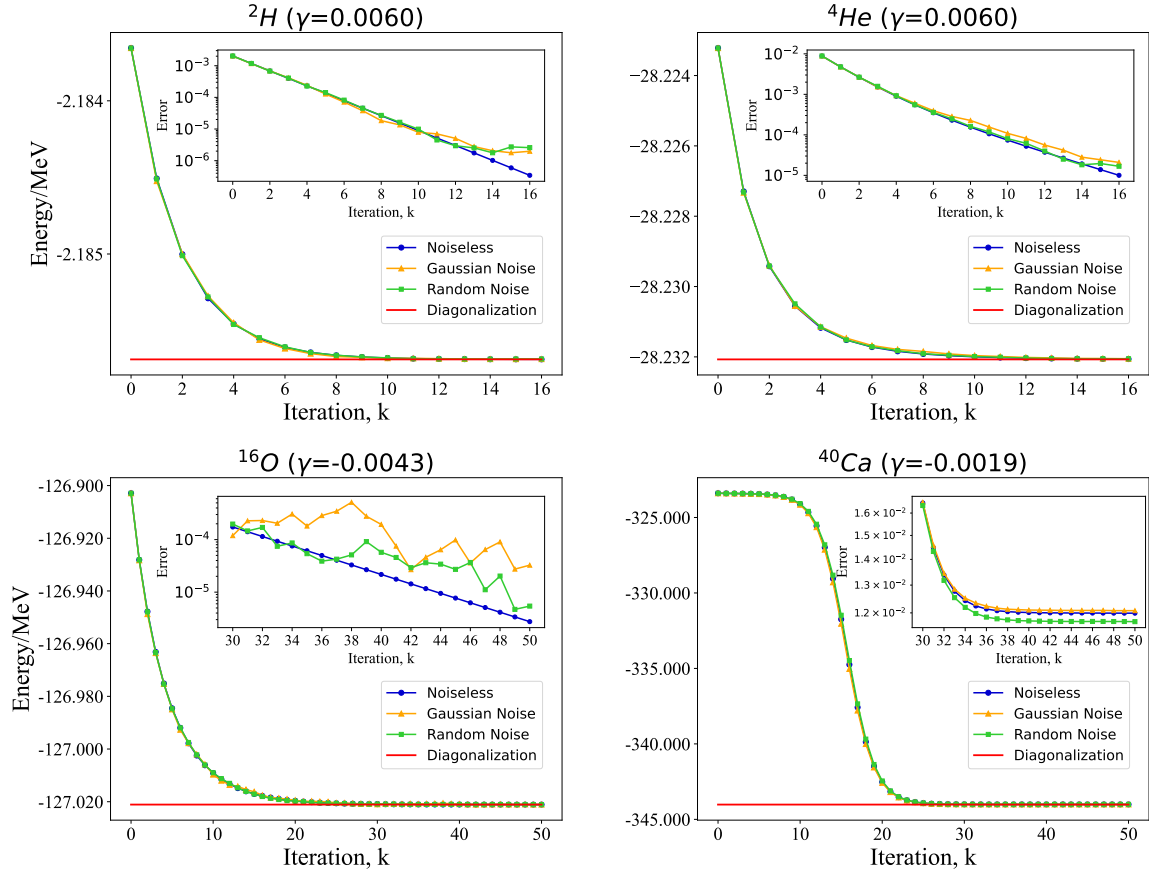 ²H (γ=0.0060)
Energy/MeV
-2.184
-2.185
0 2 4 6 8 10 12 14 16
Iteration, k
Error
10⁻³
10⁻⁴
10⁻⁵
10⁻⁶
0 2 4 6 8 10 12 14 16
Iteration, k
Noiseless
Gaussian Noise
Random Noise
Diagonalization
⁴He (γ=0.0060)
−28.224
−28.226
−28.228
−28.230
−28.232
0 2 4 6 8 10 12 14 16
Iteration, k
Error
10⁻²
10⁻³
10⁻⁴
10⁻⁵
0 2 4 6 8 10 12 14 16
Iteration, k
Noiseless
Gaussian Noise
Random Noise
Diagonalization
¹⁶O (γ=-0.0043)
Energy/MeV
-126.900
-126.920
-126.940
-126.960
-126.980
-127.000
-127.020
0 10 20 30 40 50
Iteration, k
Error
10⁻⁴
10⁻⁵
30 32 34 36 38 40 42 44 46 48 50
Iteration, k
Noiseless
Gaussian Noise
Random Noise
Diagonalization
⁴⁰Ca (γ=-0.0019)
-325.000
-330.000
-335.000
-340.000
-345.000
0 10 20 30 40 50
Iteration, k
Error
1.6 × 10⁻²
1.5 × 10⁻²
1.4 × 10⁻²
1.3 × 10⁻²
1.2 × 10⁻²
30 32 34 36 38 40 42 44 46 48 50
Iteration, k
Noiseless
Gaussian Noise
Random Noise
Diagonalization